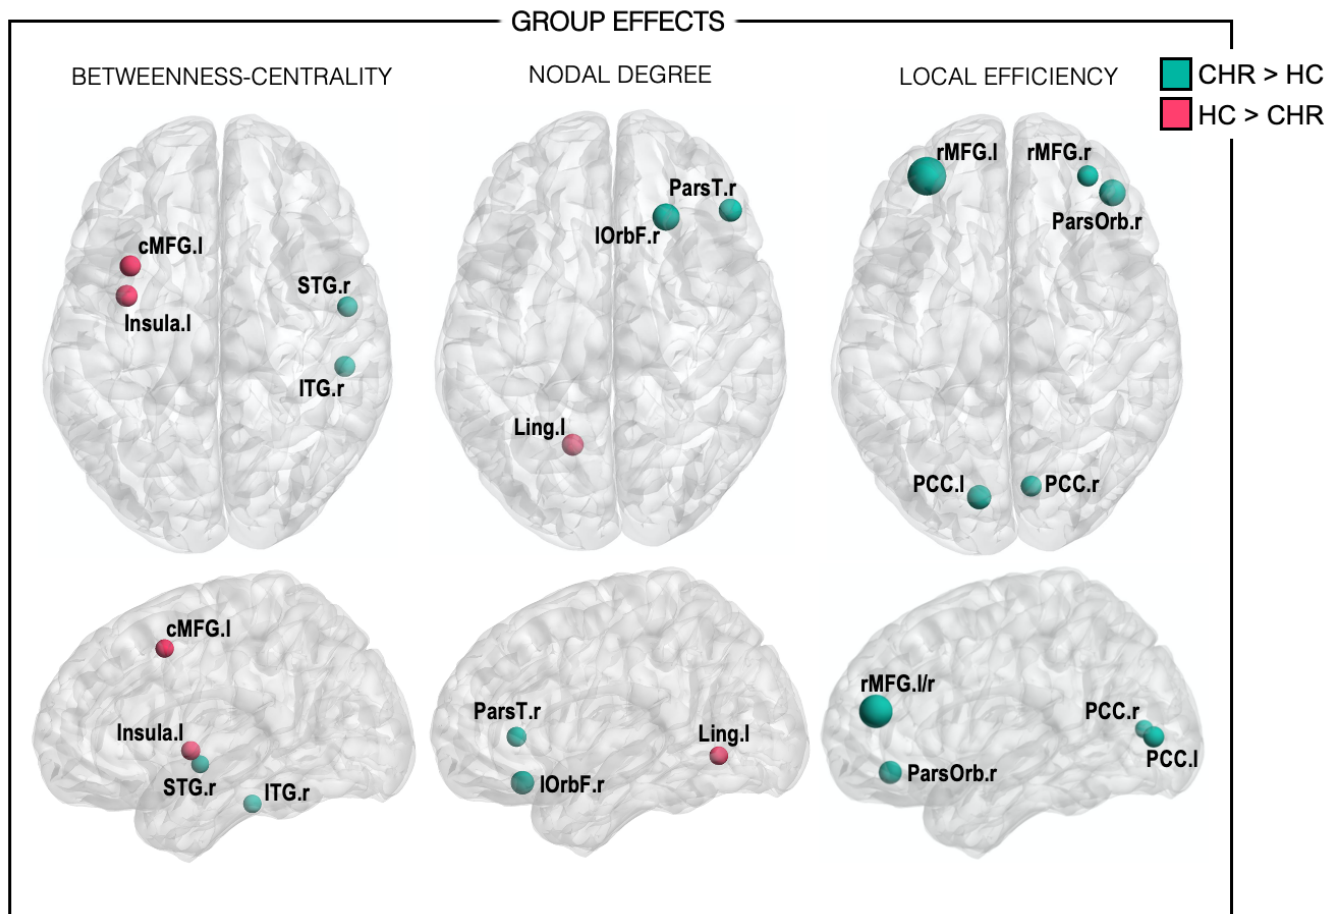 GROUP EFFECTS
CHR > HC
HC > CHR
BETWEENNESS-CENTRALITY
cMFG.l
Insula.l
STG.r
ITG.r
cMFG.l
Insula.l
STG.r
ITG.r
NODAL DEGREE
ParsT.r
lOrbF.r
Ling.l
ParsT.r
lOrbF.r
Ling.l
LOCAL EFFICIENCY
rMFG.l
rMFG.r
ParsOrb.r
PCC.l
PCC.r
rMFG.l/r
ParsOrb.r
PCC.r
PCC.l